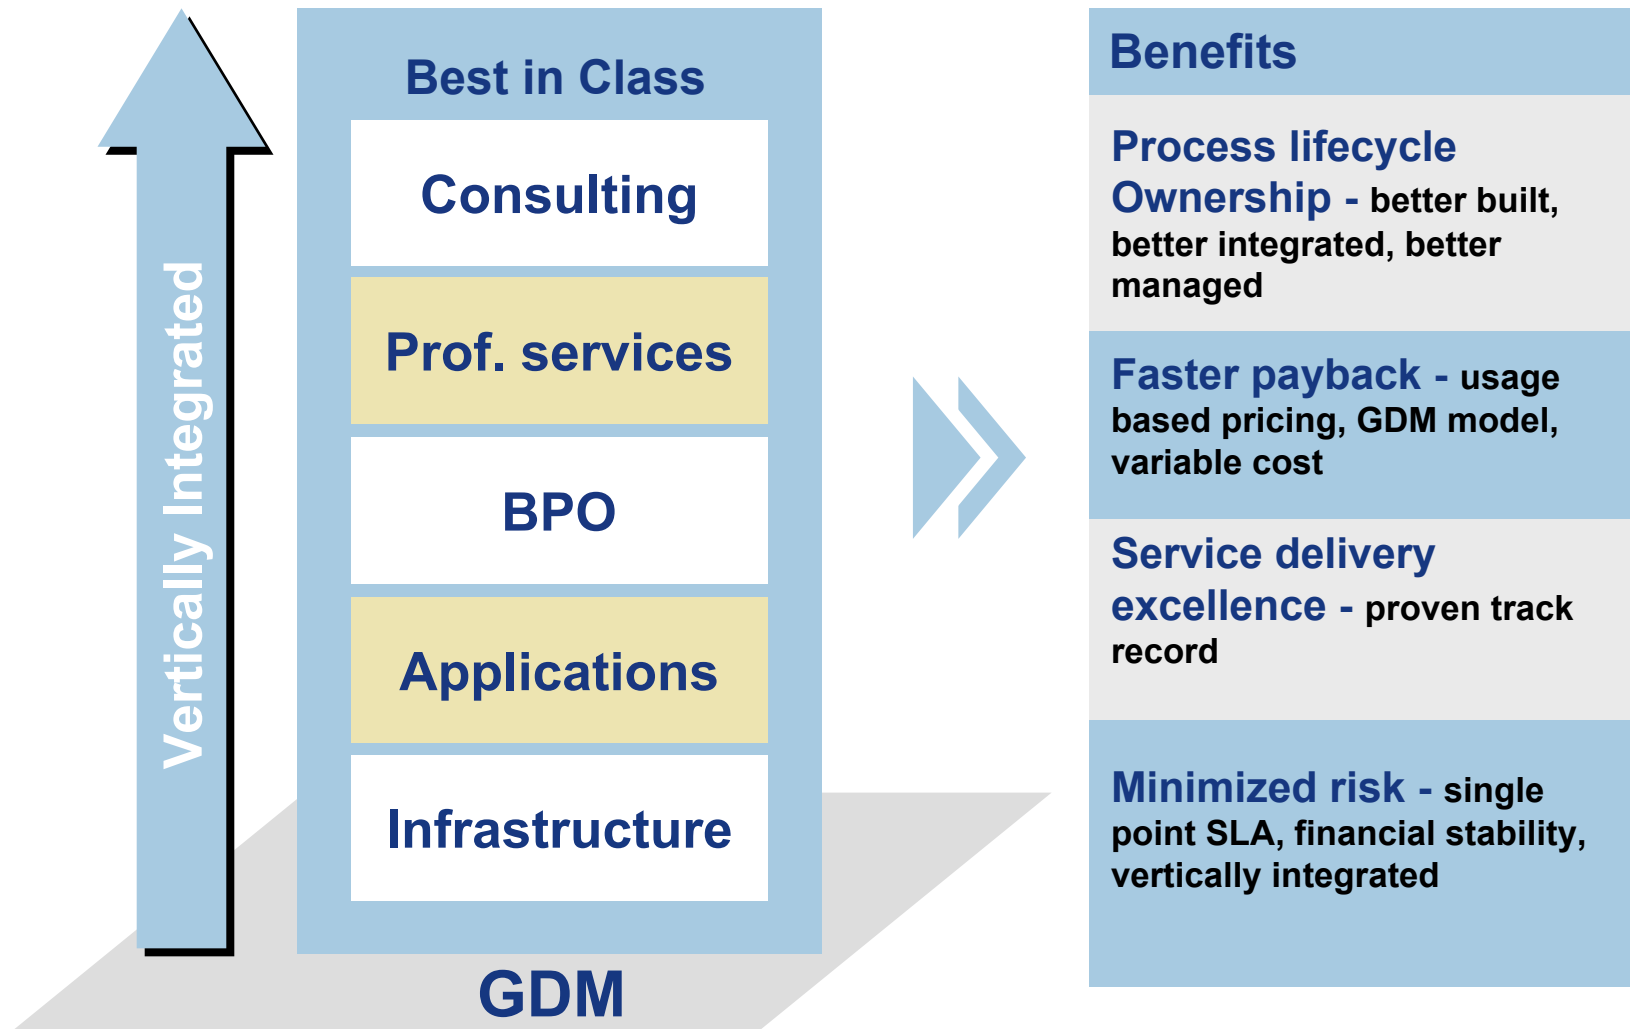 Vertically Integrated
Best in Class
Consulting
Prof. services
BPO
Applications
Infrastructure
GDM
Benefits
Process lifecycle
Ownership - better built,
better integrated, better
managed
Faster payback - usage
based pricing, GDM model,
variable cost
Service delivery
excellence - proven track
record
Minimized risk - single
point SLA, financial stability,
vertically integrated